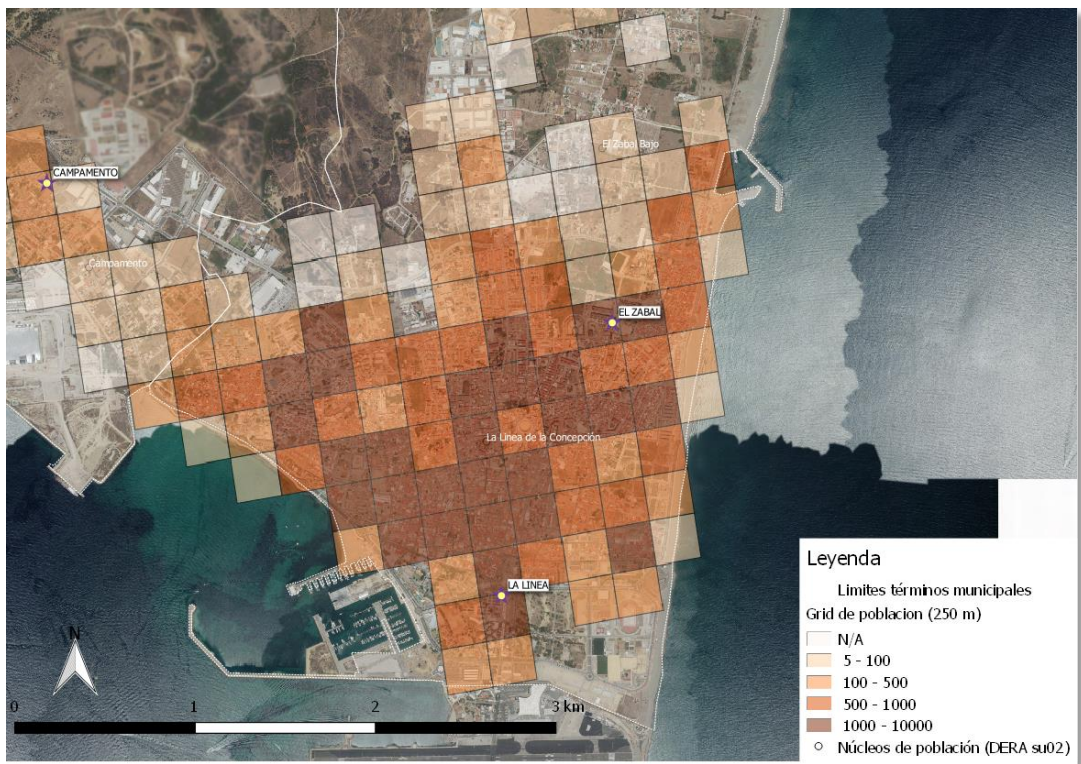 El Zabal Bajo
CAMPAMENTO
Campamento
EL ZABAL
La Línea de la Concepción
LA LINEA
N
0 1 2 3 km
Leyenda
Limites términos municipales
Grid de poblacion (250 m)
N/A
5 - 100
100 - 500
500 - 1000
1000 - 10000
Núcleos de población (DERA su02)